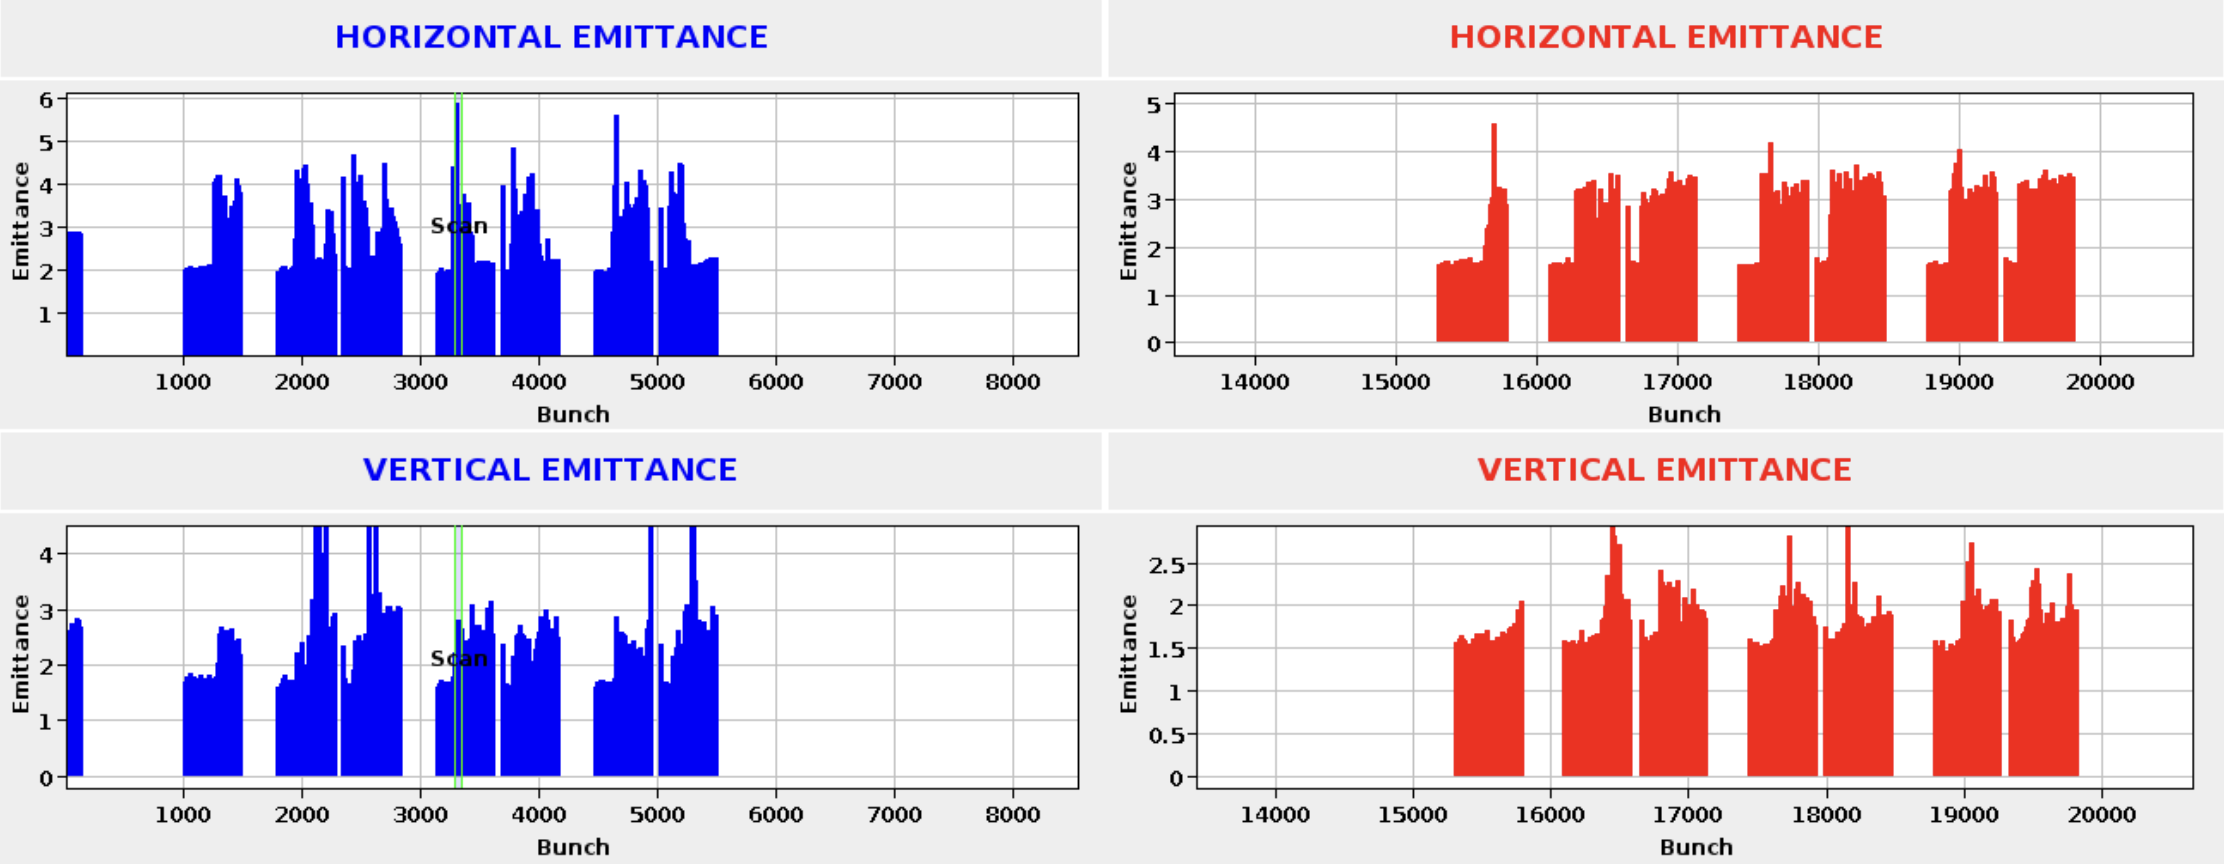 HORIZONTAL EMITTANCE
6
5
4
3
2
1
Emittance
Scan
1000 2000 3000 4000 5000 6000 7000 8000
Bunch
HORIZONTAL EMITTANCE
5
4
3
2
1
0
Emittance
14000 15000 16000 17000 18000 19000 20000
Bunch
VERTICAL EMITTANCE
4
3
2
1
0
Emittance
Scan
1000 2000 3000 4000 5000 6000 7000 8000
Bunch
VERTICAL EMITTANCE
2.5
2
1.5
1
0.5
0
Emittance
14000 15000 16000 17000 18000 19000 20000
Bunch